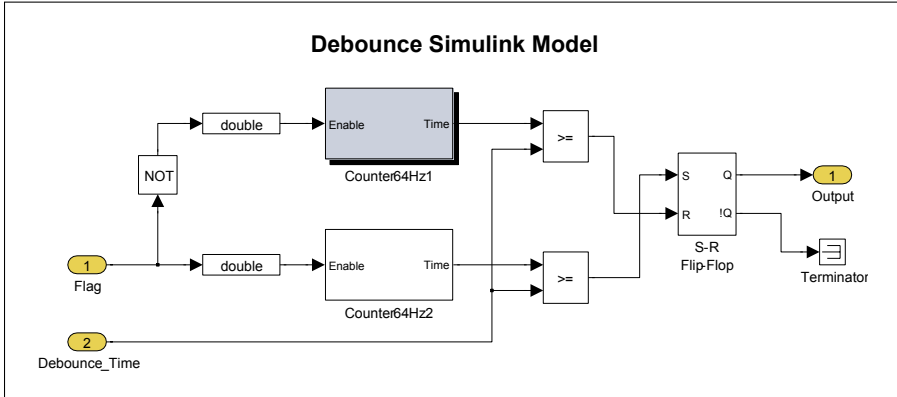 Debounce Simulink Model
double
Enable
Time
Counter64Hz1
>=
NOT
S
Q
R
!Q
S-R
Flip-Flop
1
Output
Terminator
1
Flag
double
Enable
Time
Counter64Hz2
>=
2
Debounce_Time